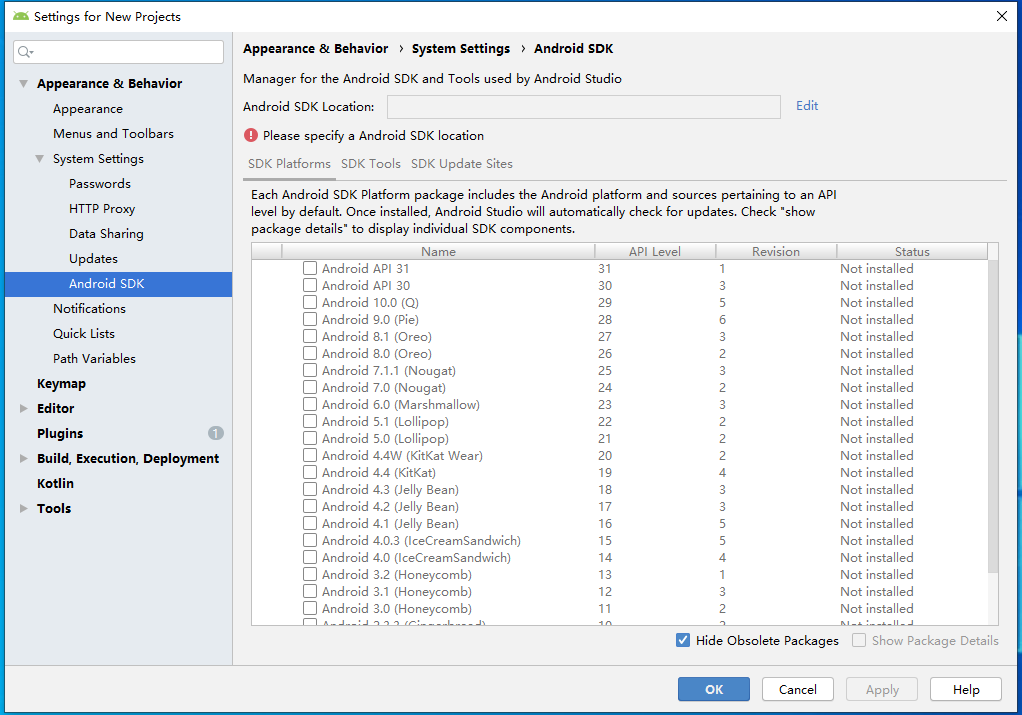 Settings for New Projects
Appearance & Behavior
Appearance
Menus and Toolbars
System Settings
Passwords
HTTP Proxy
Data Sharing
Updates
Android SDK
Notifications
Quick Lists
Path Variables
Keymap
Editor
Plugins 1
Build, Execution, Deployment
Kotlin
Tools
Appearance & Behavior › System Settings › Android SDK
Manager for the Android SDK and Tools used by Android Studio
Android SDK Location: Edit
Please specify a Android SDK location
SDK Platforms SDK Tools SDK Update Sites
Each Android SDK Platform package includes the Android platform and sources pertaining to an API
level by default. Once installed, Android Studio will automatically check for updates. Check "show
package details" to display individual SDK components.
Name API Level Revision Status
Android API 31 31 1 Not installed
Android API 30 30 3 Not installed
Android 10.0 (Q) 29 5 Not installed
Android 9.0 (Pie) 28 6 Not installed
Android 8.1 (Oreo) 27 3 Not installed
Android 8.0 (Oreo) 26 2 Not installed
Android 7.1.1 (Nougat) 25 3 Not installed
Android 7.0 (Nougat) 24 2 Not installed
Android 6.0 (Marshmallow) 23 3 Not installed
Android 5.1 (Lollipop) 22 2 Not installed
Android 5.0 (Lollipop) 21 2 Not installed
Android 4.4W (KitKat Wear) 20 2 Not installed
Android 4.4 (KitKat) 19 4 Not installed
Android 4.3 (Jelly Bean) 18 3 Not installed
Android 4.2 (Jelly Bean) 17 3 Not installed
Android 4.1 (Jelly Bean) 16 5 Not installed
Android 4.0.3 (IceCreamSandwich) 15 5 Not installed
Android 4.0 (IceCreamSandwich) 14 4 Not installed
Android 3.2 (Honeycomb) 13 1 Not installed
Android 3.1 (Honeycomb) 12 3 Not installed
Android 3.0 (Honeycomb) 11 2 Not installed
Android 2.3.3 (Gingerbread) 10 2 Not installed
Hide Obsolete Packages Show Package Details
OK Cancel Apply Help